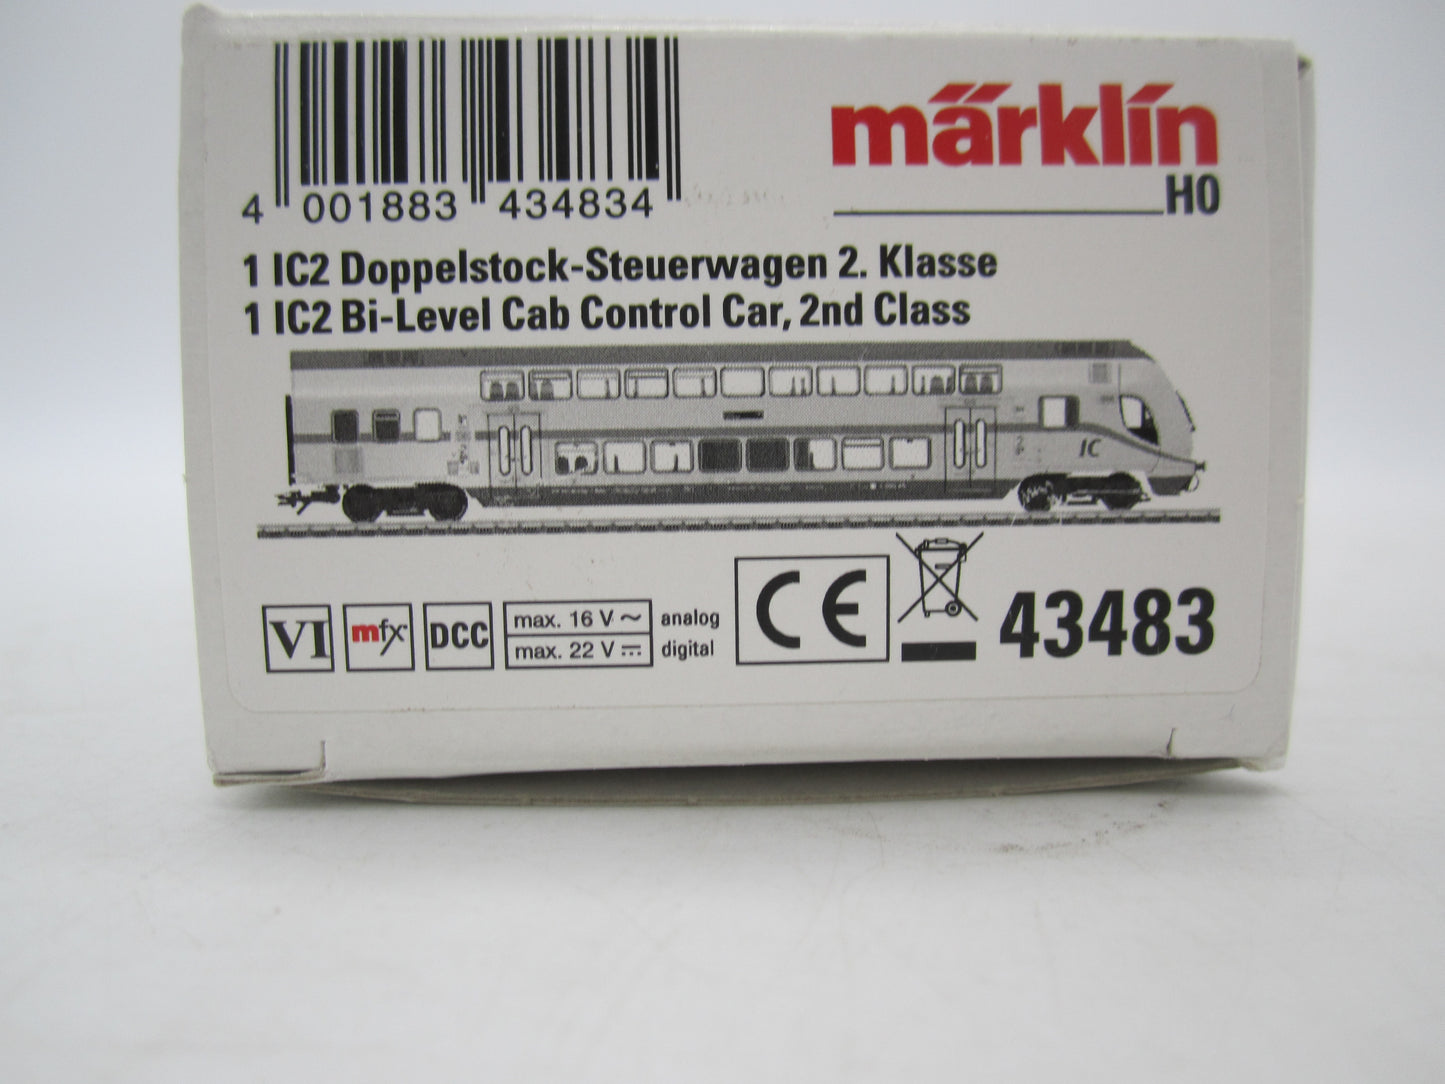 märklin
H0
4 001883 434834
1 IC2 Doppelstock-Steuerwagen 2. Klasse
1 IC2 Bi-Level Cab Control Car, 2nd Class
IC
VI mfx DCC max. 16 V ~ analog
max. 22 V ⎓ digital
CE
43483